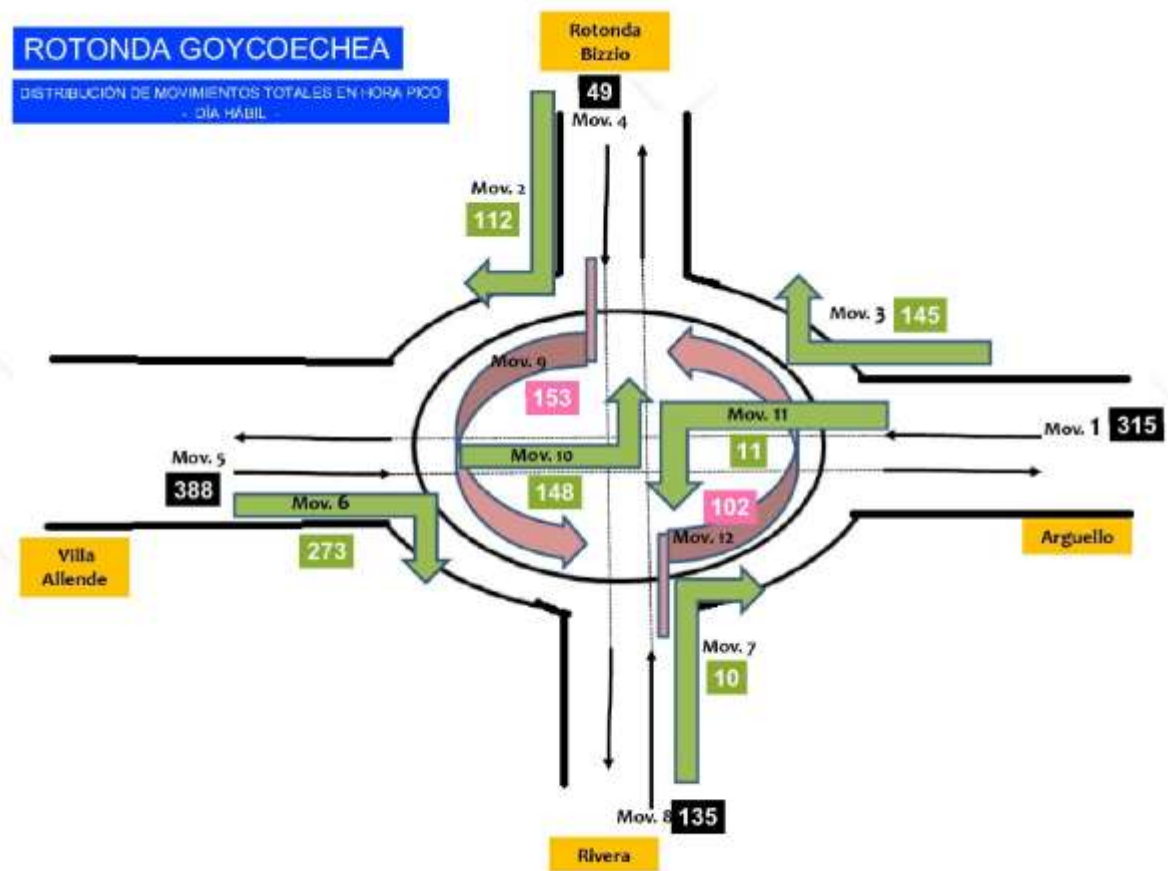 ROTONDA GOYCOECHEA
DISTRIBUCIÓN DE MOVIMIENTOS TOTALES EN HORA PICO
- DÍA HÁBIL -
Rotonda
Bizzio
49
Mov. 4
Mov. 2
112
Mov. 3 145
Mov. 9
153
Mov. 11
11
Mov. 1 315
Mov. 5
388
Mov. 10
148
Mov. 6
273
102
Mov. 12
Villa
Allende
Arguello
Mov. 7
10
Mov. 8 135
Rivera